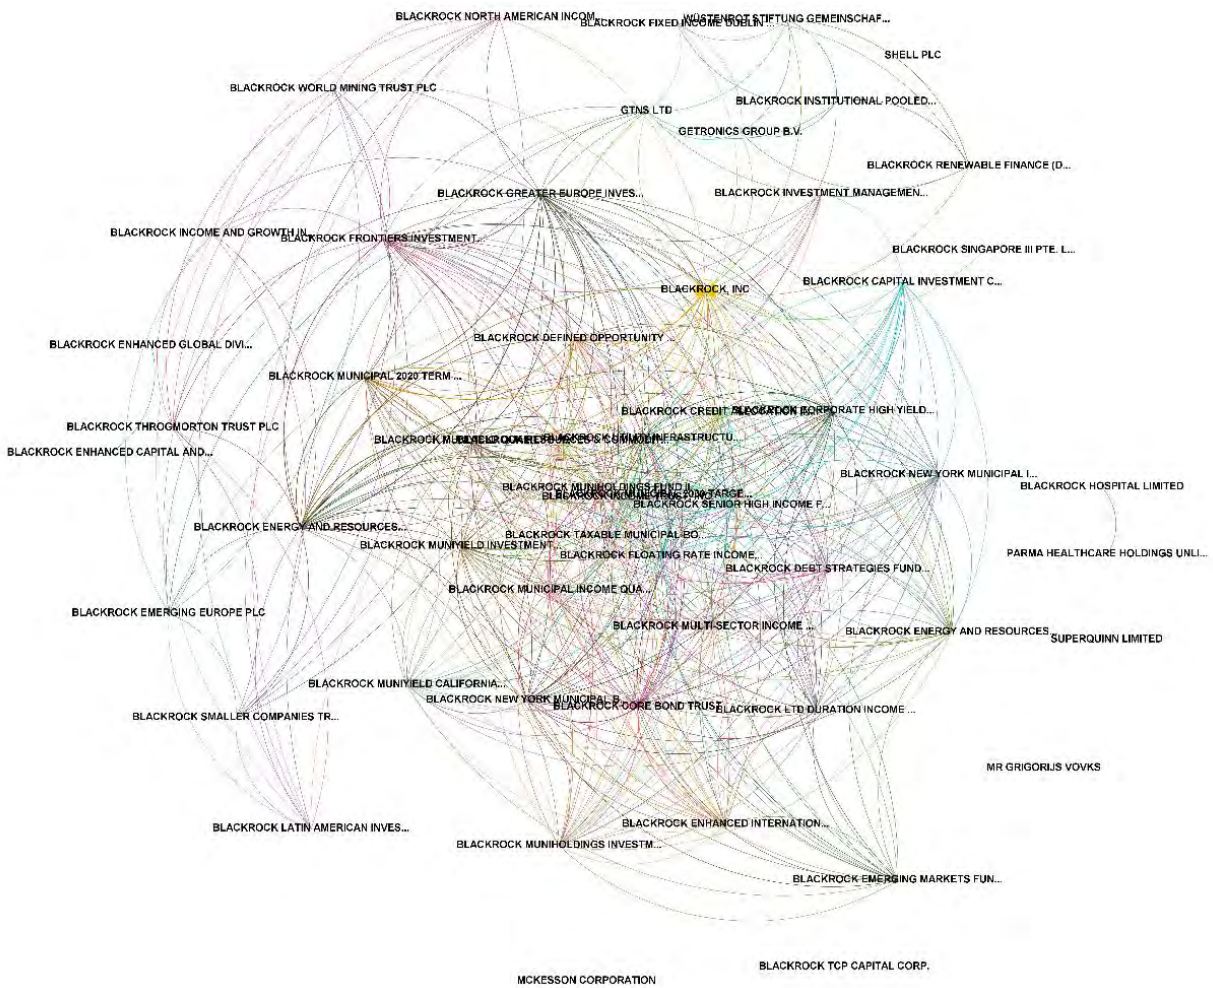 BLACKROCK NORTH AMERICAN INCOM...
BLACKROCK FIXED INCOME DUBLIN ...
WÜSTENROT STIFTUNG GEMEINSCHAF...
SHELL PLC
BLACKROCK WORLD MINING TRUST PLC
BLACKROCK INSTITUTIONAL POOLED...
GTNS LTD
GETRONICS GROUP B.V.
BLACKROCK RENEWABLE FINANCE (D...
BLACKROCK GREATER EUROPE INVES...
BLACKROCK INVESTMENT MANAGEMEN...
BLACKROCK INCOME AND GROWTH IN...
BLACKROCK FRONTIERS INVESTMENT...
BLACKROCK SINGAPORE III PTE. L...
BLACKROCK CAPITAL INVESTMENT C...
BLACKROCK, INC
BLACKROCK DEFINED OPPORTUNITY ...
BLACKROCK ENHANCED GLOBAL DIVI...
BLACKROCK MUNICIPAL 2020 TERM ...
BLACKROCK CREDIT ALLOCATION
BLACKROCK CORPORATE HIGH YIELD...
BLACKROCK THROGMORTON TRUST PLC
BLACKROCK RESOURCES & COMMODIT...
BLACKROCK UTILITY INFRASTRUCTU...
BLACKROCK ENHANCED CAPITAL AND...
BLACKROCK NEW YORK MUNICIPAL I...
BLACKROCK HOSPITAL LIMITED
BLACKROCK MUNIHOLDINGS FUND II
BLACKROCK TARGE...
BLACKROCK SENIOR HIGH INCOME F...
BLACKROCK ENERGY AND RESOURCES...
BLACKROCK TAXABLE MUNICIPAL BO...
BLACKROCK MUNIYIELD INVESTMENT...
BLACKROCK FLOATING RATE INCOME...
PARMA HEALTHCARE HOLDINGS UNLI...
BLACKROCK DEBT STRATEGIES FUND...
BLACKROCK MUNICIPAL INCOME QUA...
BLACKROCK EMERGING EUROPE PLC
BLACKROCK MULTI-SECTOR INCOME ...
BLACKROCK ENERGY AND RESOURCES
SUPERQUINN LIMITED
BLACKROCK MUNIYIELD CALIFORNIA...
BLACKROCK NEW YORK MUNICIPAL B...
BLACKROCK CORE BOND TRUST
BLACKROCK LTD DURATION INCOME ...
BLACKROCK SMALLER COMPANIES TR...
MR GRIGORIJS VOVKS
BLACKROCK LATIN AMERICAN INVES...
BLACKROCK ENHANCED INTERNATION...
BLACKROCK MUNIHOLDINGS INVESTM...
BLACKROCK EMERGING MARKETS FUN...
BLACKROCK TCP CAPITAL CORP.
MCKESSON CORPORATION